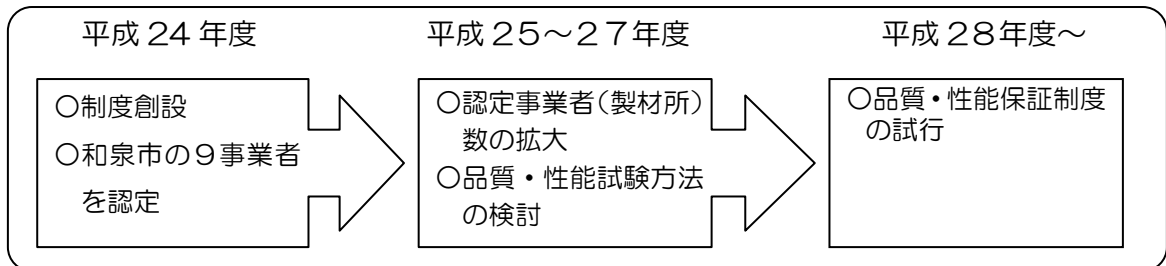 平成24年度
平成25～27年度
平成28年度～
○制度創設
○和泉市の9事業者
を認定
○認定事業者(製材所)
数の拡大
○品質・性能試験方法
の検討
○品質・性能保証制度
の試行